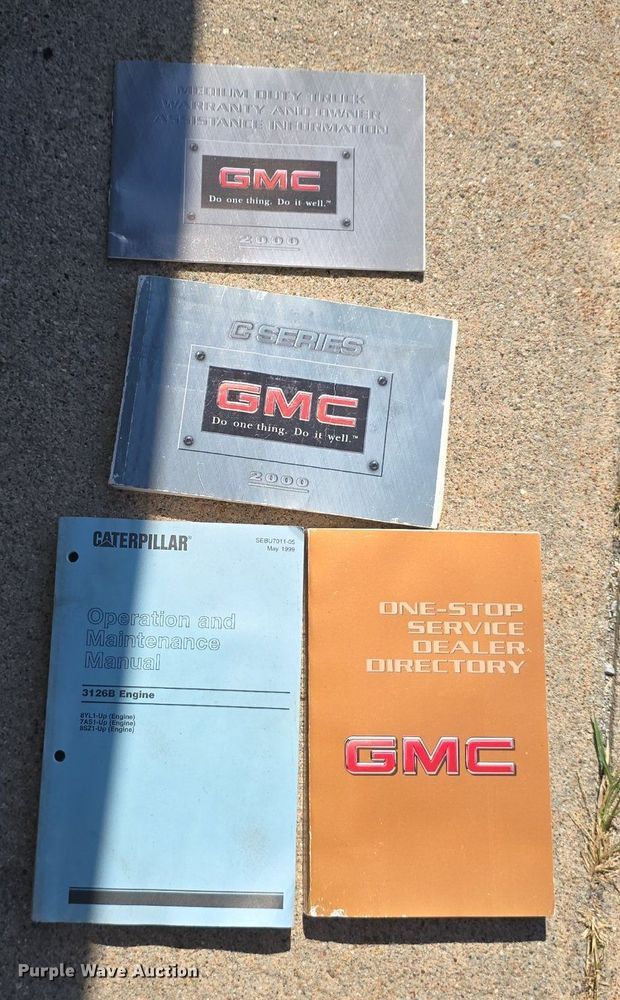 MEDIUM DUTY TRUCK
WARRANTY AND OWNER
ASSISTANCE INFORMATION
GMC
Do one thing. Do it well.™
2000
C SERIES
GMC
Do one thing. Do it well.™
2000
CATERPILLAR®
SEBU7011-05
May 1999
Operation and
Maintenance
Manual
3126B Engine
8YL1-Up (Engine)
7AS1-Up (Engine)
8SZ1-Up (Engine)
ONE-STOP
SERVICE
DEALER
DIRECTORY
GMC
Purple Wave Auction